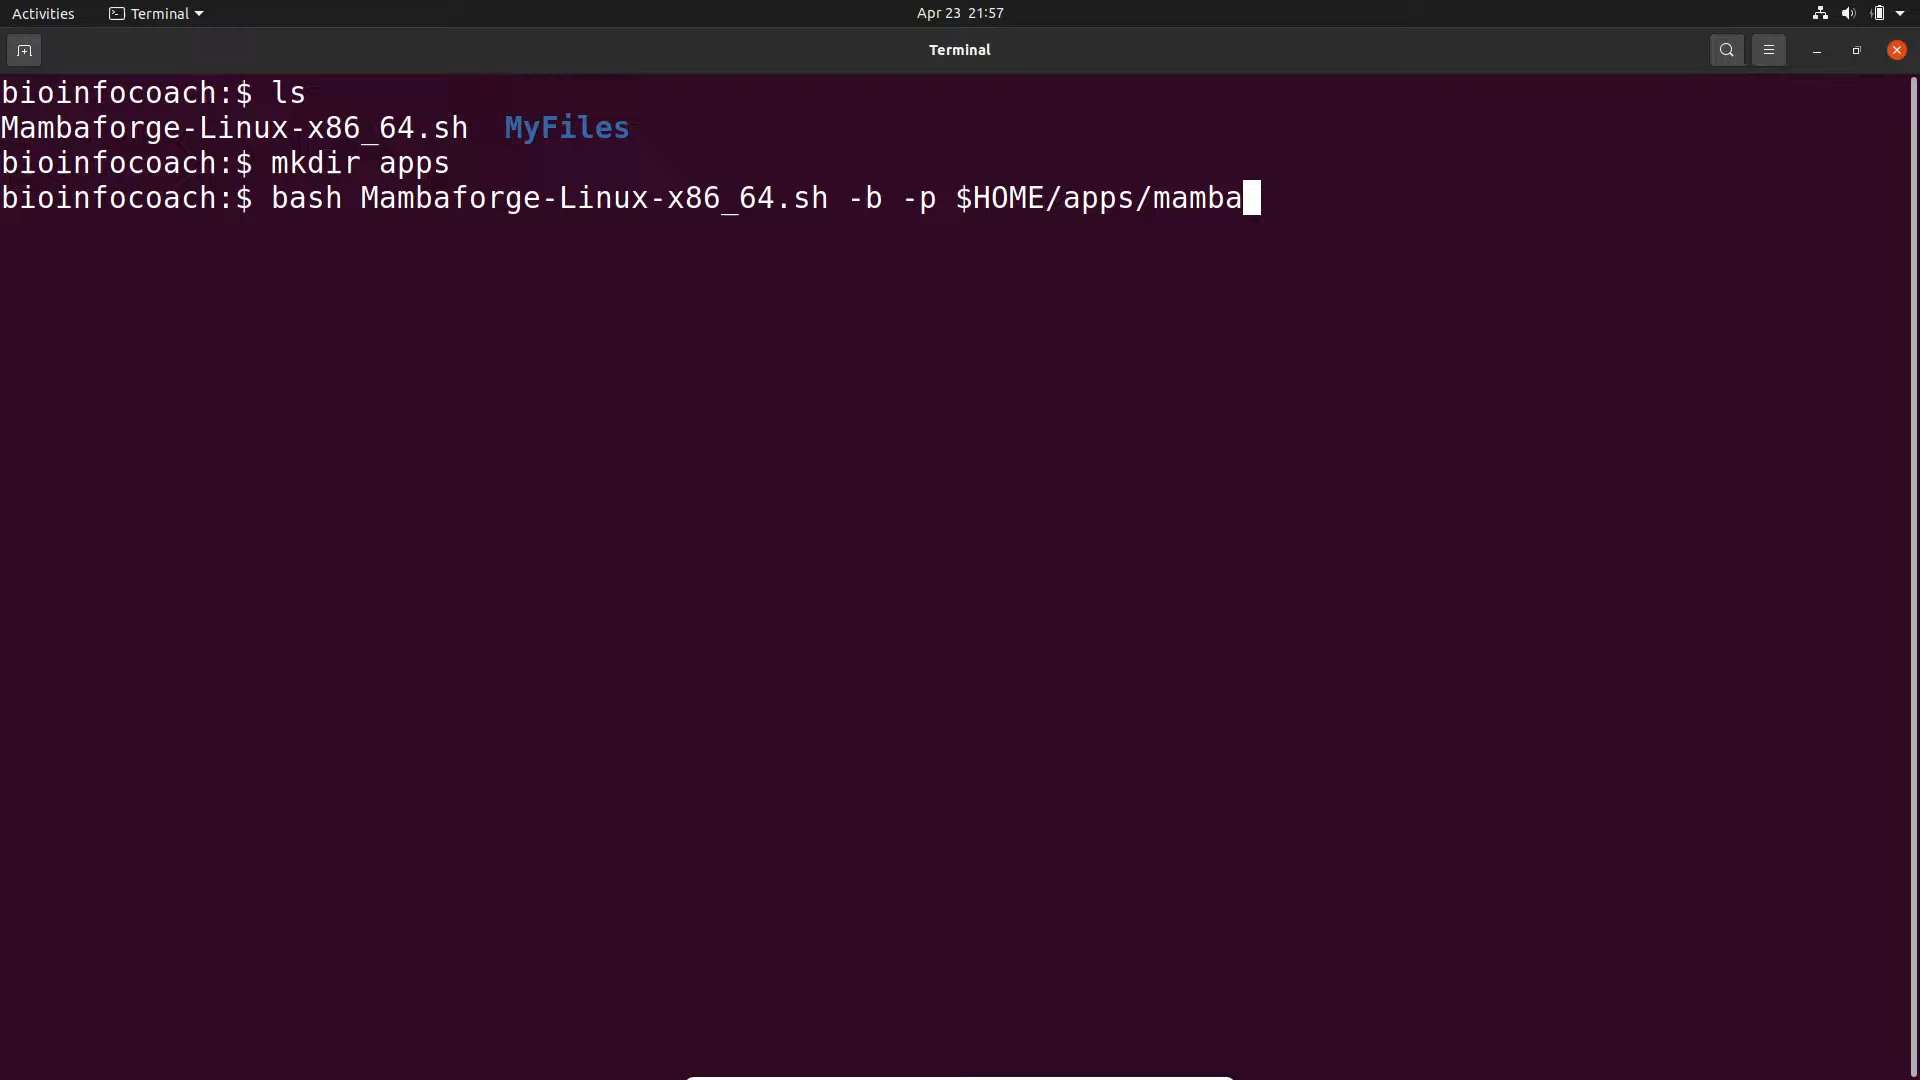 Activities Terminal Apr 23 21:57
Terminal
bioinfocoach:$ ls
Mambaforge-Linux-x86_64.sh MyFiles
bioinfocoach:$ mkdir apps
bioinfocoach:$ bash Mambaforge-Linux-x86_64.sh -b -p $HOME/apps/mamba